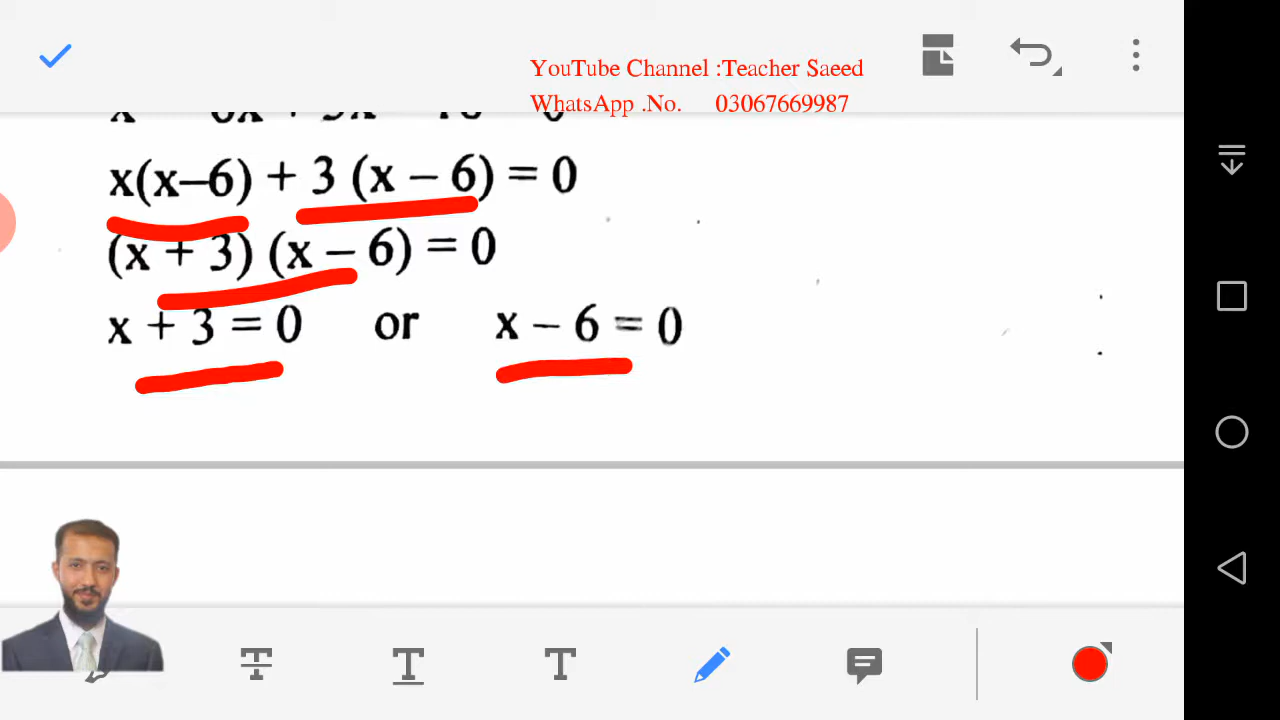 YouTube Channel :Teacher Saeed
WhatsApp .No. 03067669987
x(x–6) + 3 (x – 6) = 0
(x + 3) (x – 6) = 0
x + 3 = 0 or x – 6 = 0